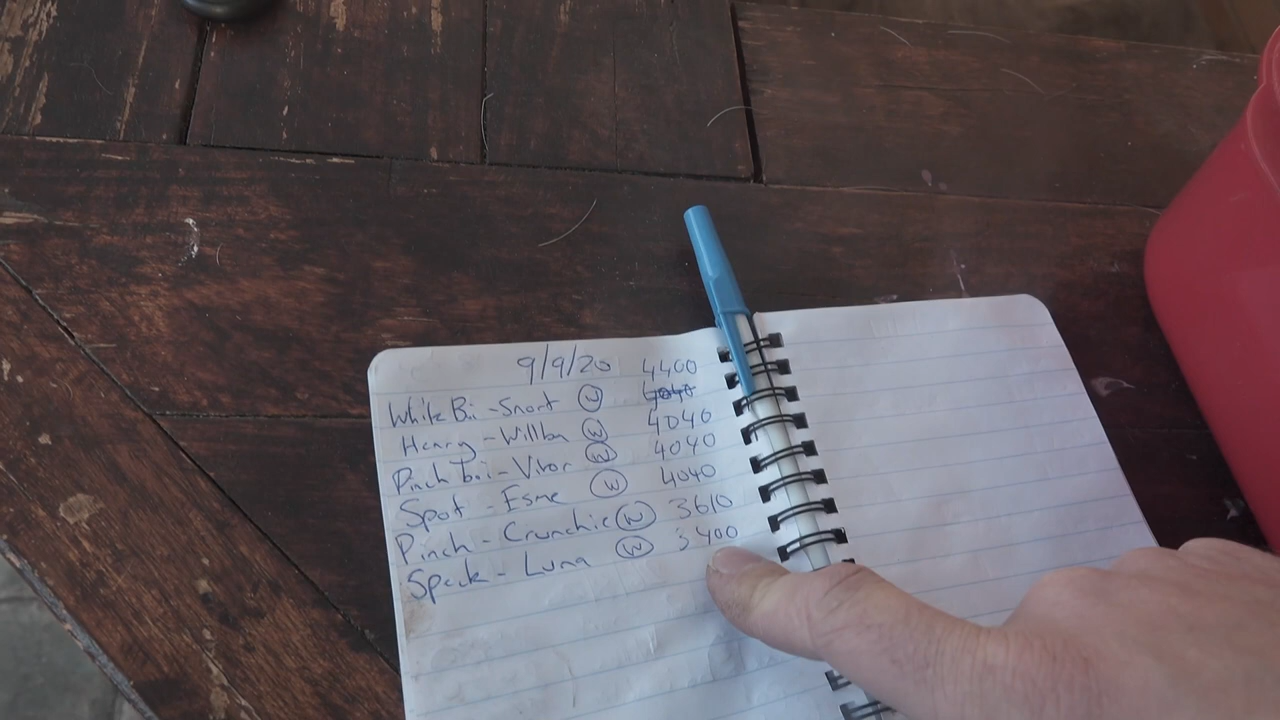 9/9/20 4400
White Boi - Snort W 4040
Henry - Willba W 4040
Pinch boi - Vivor W 4040
Spot - Esme W 4040
Pinch - Crunchie W 3610
Speck - Luna W 3400